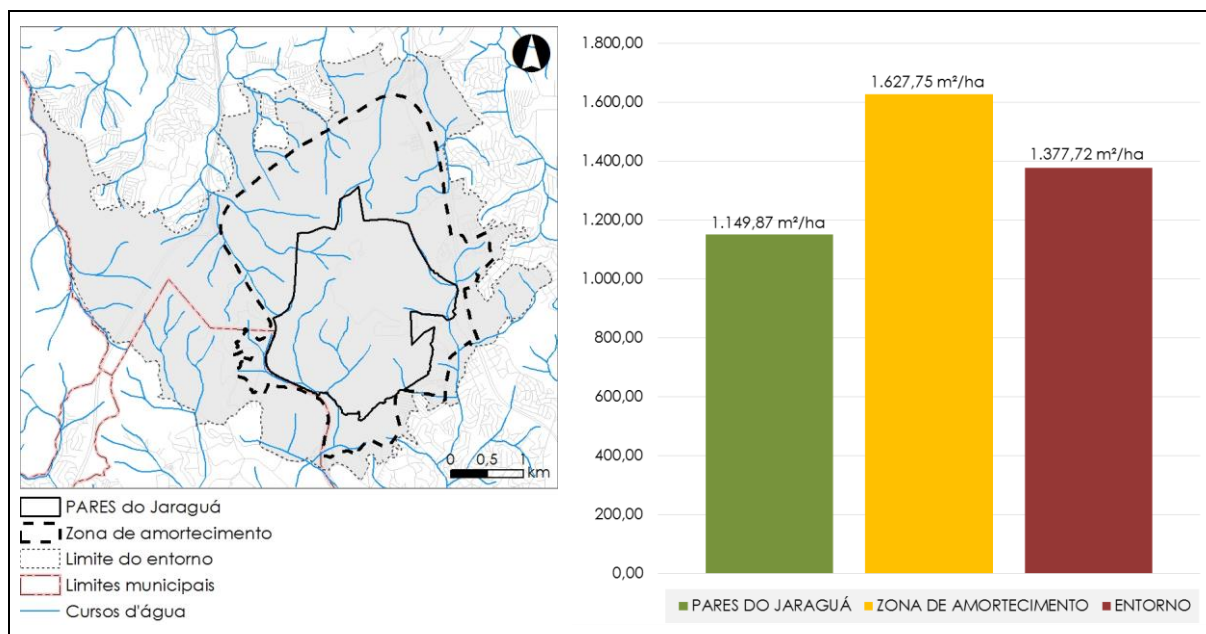 0 0,5 1
km
PARES do Jaraguá
Zona de amortecimento
Limite do entorno
Limites municipais
Cursos d'água
1.800,00
1.600,00
1.400,00
1.200,00
1.000,00
800,00
600,00
400,00
200,00
0,00
1.149,87 m²/ha
1.627,75 m²/ha
1.377,72 m²/ha
PARES DO JARAGUÁ ZONA DE AMORTECIMENTO ENTORNO